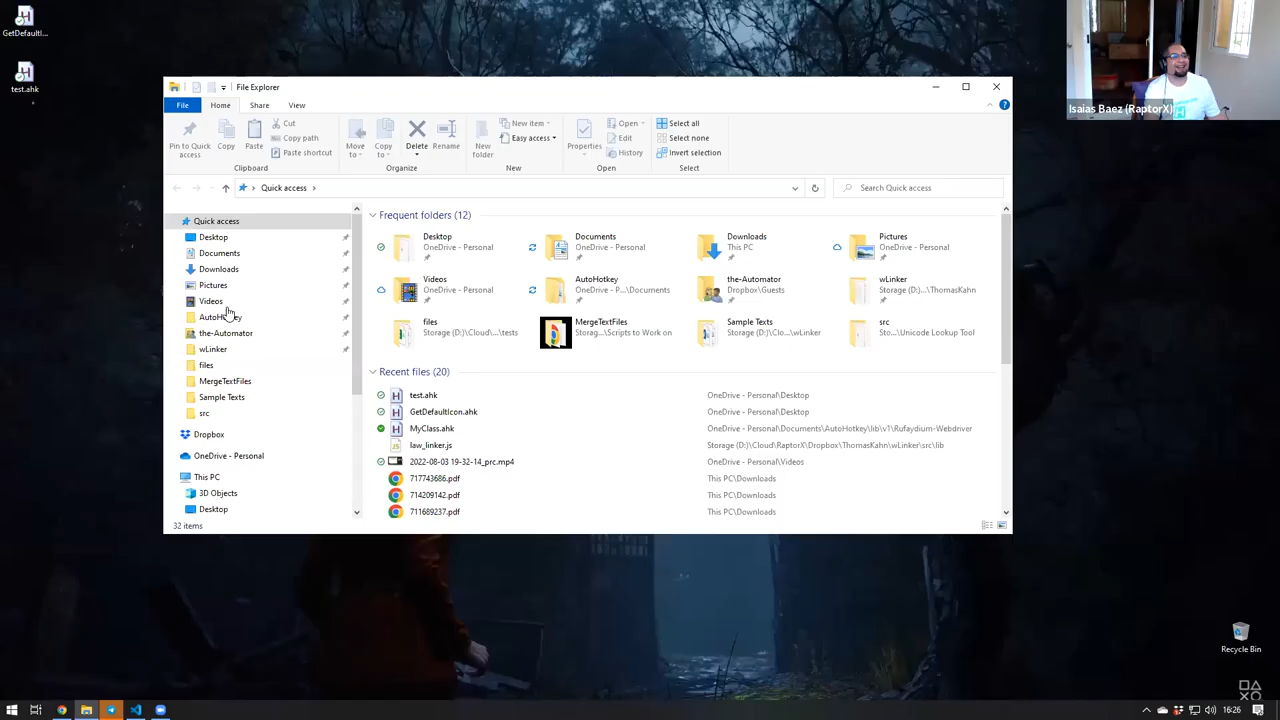 GetDefaultI...
test.ahk
Isaias Baez (RaptorX)
File Explorer
File
Home
Share
View
Pin to Quick access
Copy
Paste
Cut
Copy path
Paste shortcut
Clipboard
Move to
Copy to
Delete
Rename
Organize
New folder
New item
Easy access
New
Properties
Open
Edit
History
Open
Select all
Select none
Invert selection
Select
Quick access
Search Quick access
Quick access
Desktop
Documents
Downloads
Pictures
Videos
the-Automator
wLinker
files
MergeTextFiles
Sample Texts
src
Dropbox
OneDrive - Personal
This PC
3D Objects
Desktop
Frequent folders (12)
Desktop
OneDrive - Personal
Documents
OneDrive - Personal
Downloads
This PC
Pictures
OneDrive - Personal
Videos
OneDrive - Personal
AutoHotkey
OneDrive - P...\Documents
the-Automator
Dropbox\Guests
wLinker
Storage (D:)...\ThomasKahn
files
Storage (D:)\Cloud\...\tests
MergeTextFiles
Storag...\Scripts to Work on
Sample Texts
Storage (D:)\Clo...\wLinker
src
Sto...\Unicode Lookup Tool
Recent files (20)
test.ahk OneDrive - Personal\Desktop
GetDefaultIcon.ahk OneDrive - Personal\Desktop
MyClass.ahk OneDrive - Personal\Documents\AutoHotkey\lib\v1\Rufaydium-Webdriver
law_linker.js Storage (D:)\Cloud\RaptorX\Dropbox\ThomasKahn\wLinker\src\lib
2022-08-03 19-32-14_prc.mp4 OneDrive - Personal\Videos
717743686.pdf This PC\Downloads
714209142.pdf This PC\Downloads
711689237.pdf This PC\Downloads
32 items
Recycle Bin
16:26